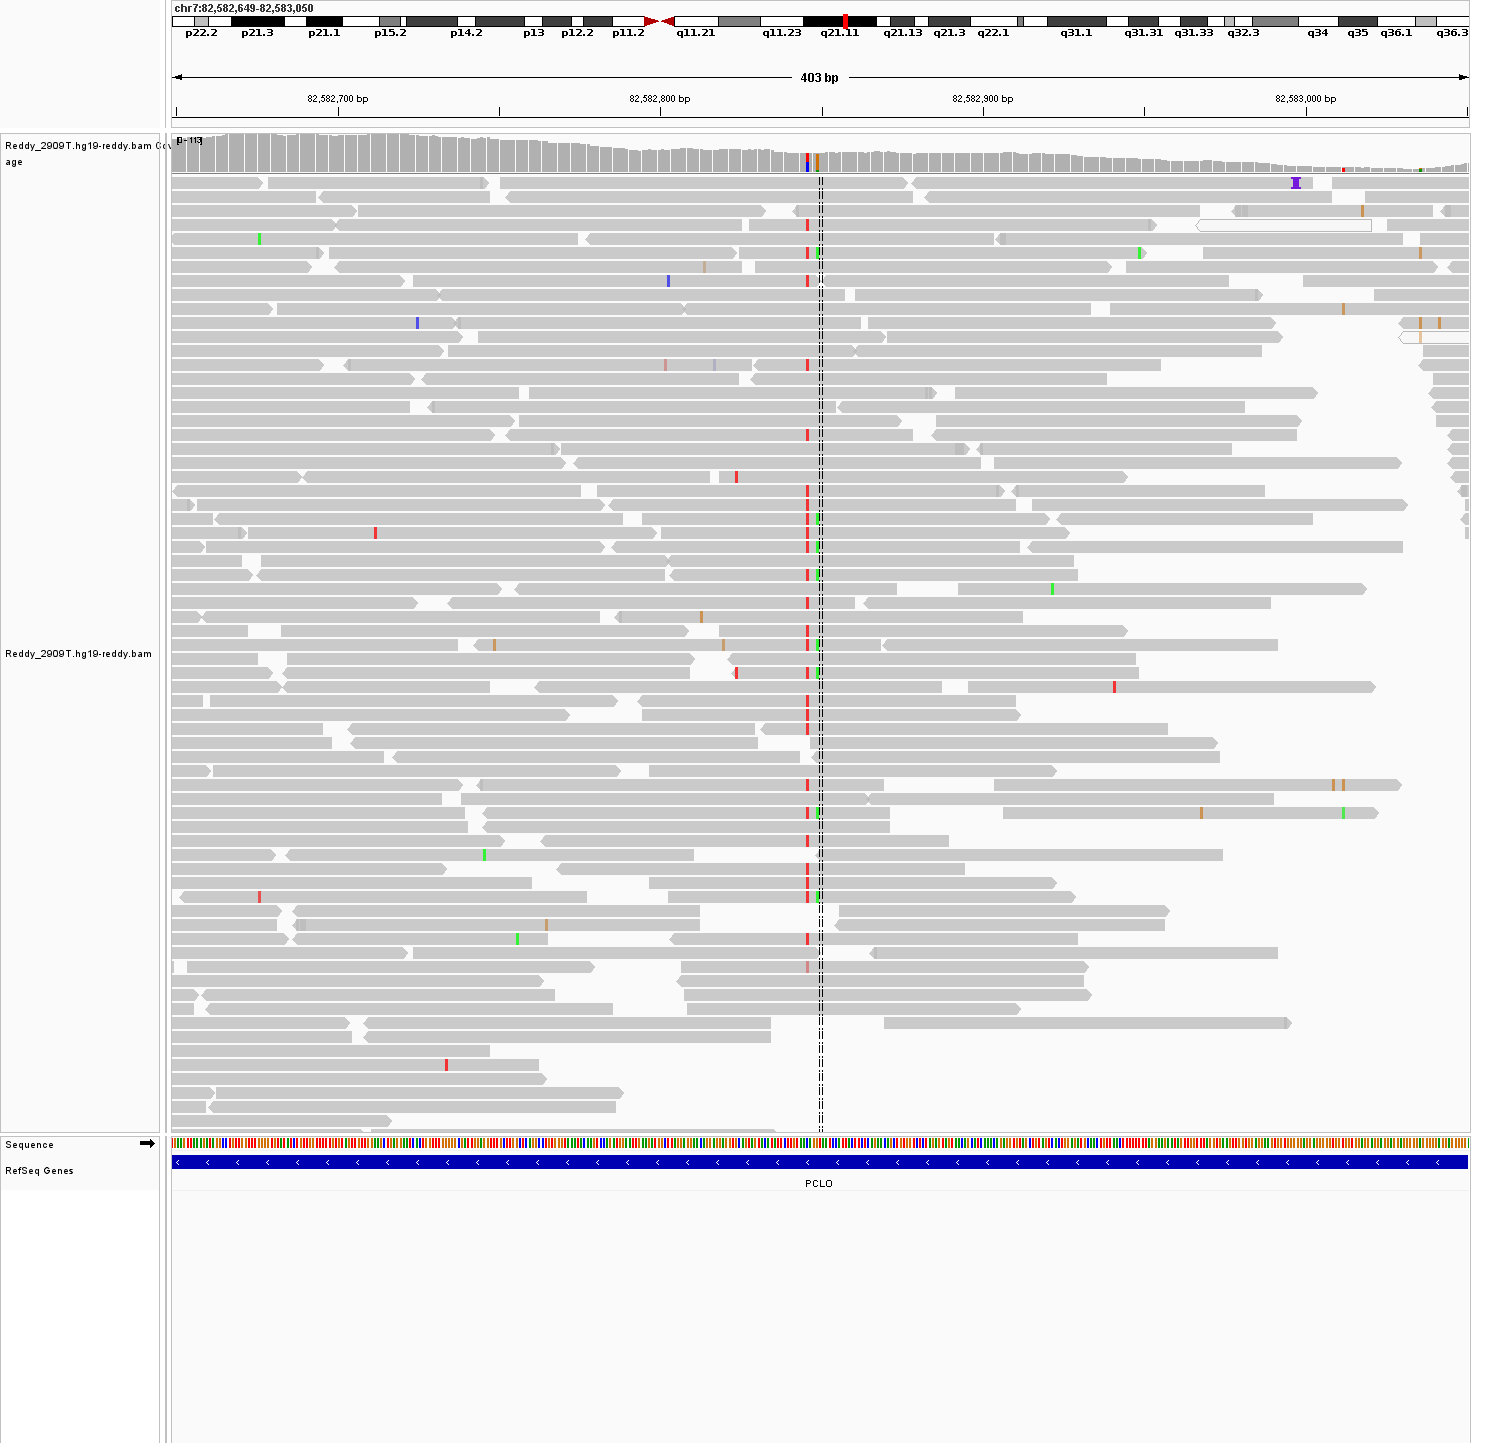 chr7:82,582,649-82,583,050
p22.2 p21.3 p21.1 p15.2 p14.2 p13 p12.2 p11.2 q11.21 q11.23 q21.11 q21.13 q21.3 q22.1 q31.1 q31.31 q31.33 q32.3 q34 q35 q36.1 q36.3
403 bp
82,582,700 bp 82,582,800 bp 82,582,900 bp 83,583,000 bp
Reddy_2909T.hg19-reddy.bam Cov
age
[0 - 113]
Reddy_2909T.hg19-reddy.bam
Sequence
RefSeq Genes
PCLO